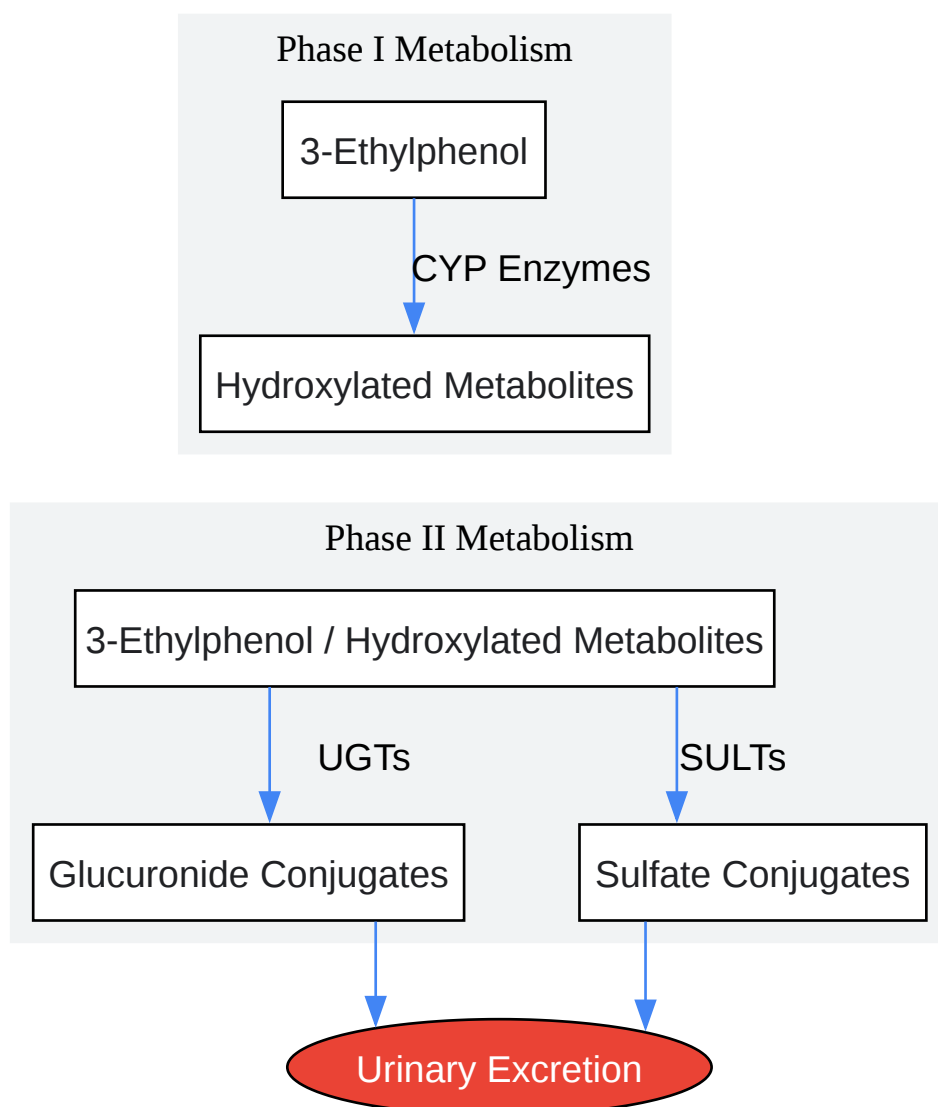 Phase I Metabolism
3-Ethylphenol
CYP Enzymes
Hydroxylated Metabolites
Phase II Metabolism
3-Ethylphenol / Hydroxylated Metabolites
UGTs
SULTs
Glucuronide Conjugates
Sulfate Conjugates
Urinary Excretion